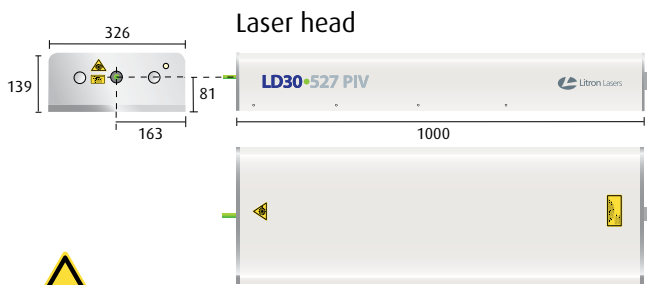 Laser head
326
139
81
163
LD30•527 PIV
Litron Lasers
1000